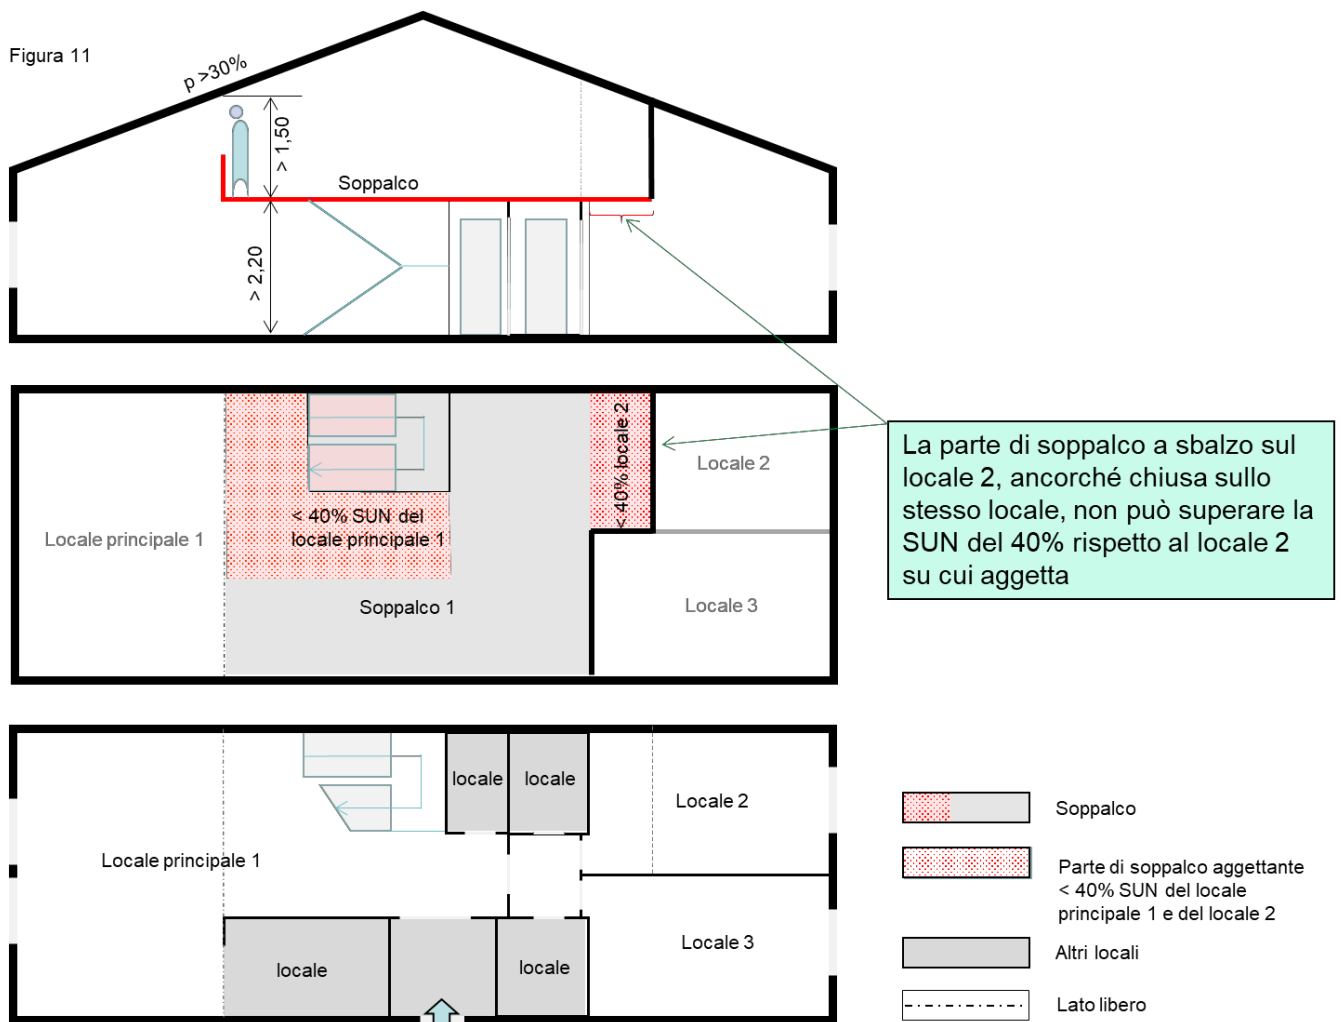 Figura 11
p >30%
> 1,50
Soppalco
> 2,20
< 40% locale 2
Locale 2
Locale principale 1
< 40% SUN del
locale principale 1
Locale 3
Soppalco 1
La parte di soppalco a sbalzo sul
locale 2, ancorché chiusa sullo
stesso locale, non può superare la
SUN del 40% rispetto al locale 2
su cui aggetta
locale
locale
Locale 2
Locale principale 1
Locale 3
locale
locale
Soppalco
Parte di soppalco aggettante
< 40% SUN del locale
principale 1 e del locale 2
Altri locali
Lato libero